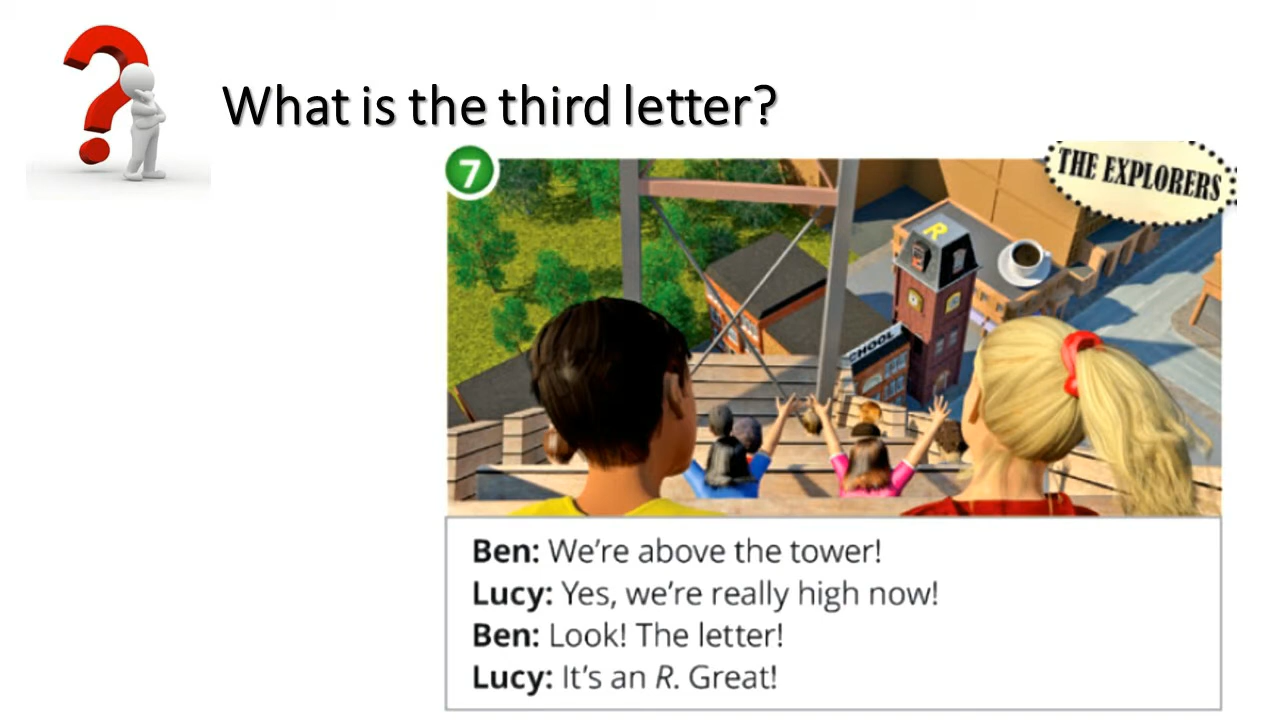 What is the third letter?
7
THE EXPLORERS
R
CHOOL
Ben: We're above the tower!
Lucy: Yes, we're really high now!
Ben: Look! The letter!
Lucy: It's an R. Great!